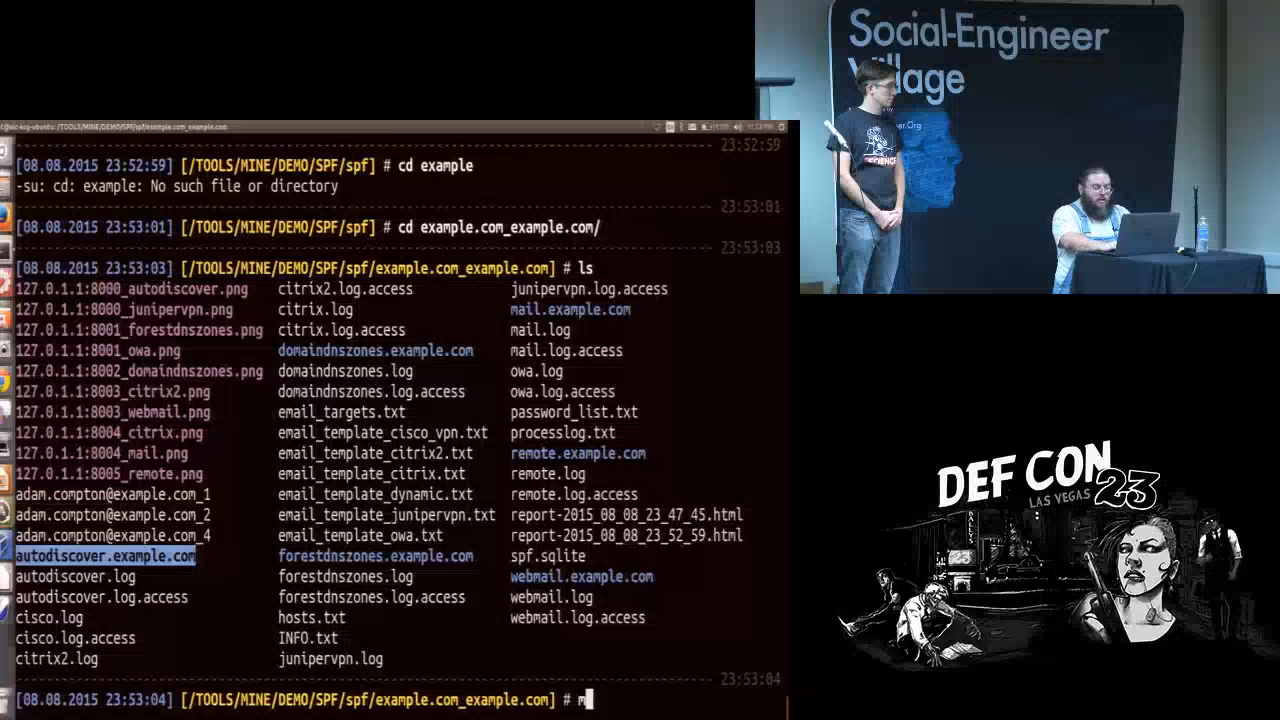 Social-Engineer
Village
/TOOLS/MINE/DEMO/SPF/spf/example.com_example.com
23:52:59
[08.08.2015 23:52:59] [/TOOLS/MINE/DEMO/SPF/spf] # cd example
-su: cd: example: No such file or directory
23:53:01
[08.08.2015 23:53:01] [/TOOLS/MINE/DEMO/SPF/spf] # cd example.com_example.com/
23:53:03
[08.08.2015 23:53:03] [/TOOLS/MINE/DEMO/SPF/spf/example.com_example.com] # ls
127.0.1.1:8000_autodiscover.png citrix2.log.access junipervpn.log.access
127.0.1.1:8000_junipervpn.png citrix.log mail.example.com
127.0.1.1:8001_forestdnszones.png citrix.log.access mail.log
127.0.1.1:8001_owa.png domaindnszones.example.com mail.log.access
127.0.1.1:8002_domaindnszones.png domaindnszones.log owa.log
127.0.1.1:8003_citrix2.png domaindnszones.log.access owa.log.access
127.0.1.1:8003_webmail.png email_targets.txt password_list.txt
127.0.1.1:8004_citrix.png email_template_cisco_vpn.txt processlog.txt
127.0.1.1:8004_mail.png email_template_citrix2.txt remote.example.com
127.0.1.1:8005_remote.png email_template_citrix.txt remote.log
adam.compton@example.com_1 email_template_dynamic.txt remote.log.access
adam.compton@example.com_2 email_template_junipervpn.txt report-2015_08_08_23_47_45.html
adam.compton@example.com_4 email_template_owa.txt report-2015_08_08_23_52_59.html
autodiscover.example.com forestdnszones.example.com spf.sqlite
autodiscover.log forestdnszones.log webmail.example.com
autodiscover.log.access forestdnszones.log.access webmail.log
cisco.log hosts.txt webmail.log.access
cisco.log.access INFO.txt
citrix2.log junipervpn.log
23:53:04
[08.08.2015 23:53:04] [/TOOLS/MINE/DEMO/SPF/spf/example.com_example.com] # m
DEF CON
LAS VEGAS 23